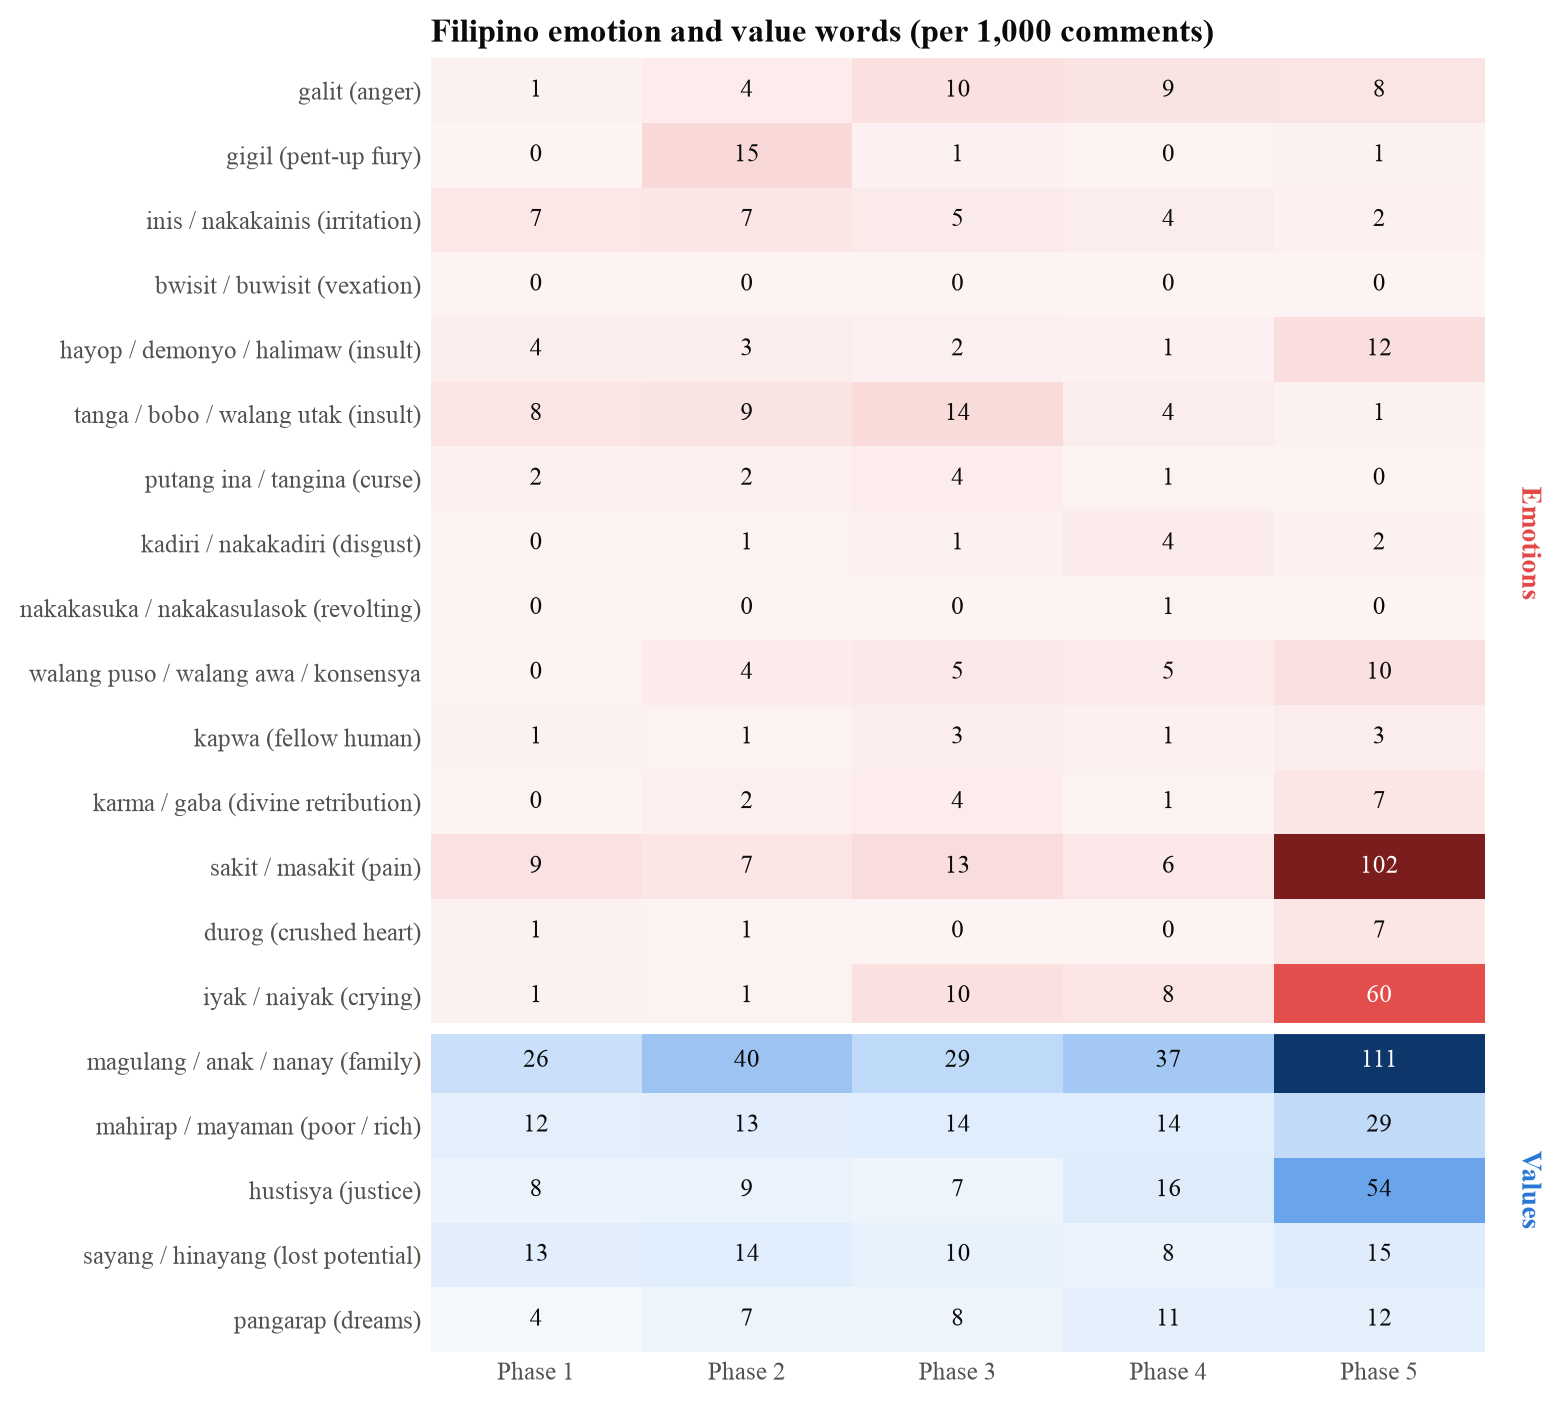 Filipino emotion and value words (per 1,000 comments)
galit (anger) 1 4 10 9 8
gigil (pent-up fury) 0 15 1 0 1
inis / nakakainis (irritation) 7 7 5 4 2
bwisit / buwisit (vexation) 0 0 0 0 0
hayop / demonyo / halimaw (insult) 4 3 2 1 12
tanga / bobo / walang utak (insult) 8 9 14 4 1
putang ina / tangina (curse) 2 2 4 1 0
kadiri / nakakadiri (disgust) 0 1 1 4 2
nakakasuka / nakakasulasok (revolting) 0 0 0 1 0
walang puso / walang awa / konsensya 0 4 5 5 10
kapwa (fellow human) 1 1 3 1 3
karma / gaba (divine retribution) 0 2 4 1 7
sakit / masakit (pain) 9 7 13 6 102
durog (crushed heart) 1 1 0 0 7
iyak / naiyak (crying) 1 1 10 8 60
Emotions
magulang / anak / nanay (family) 26 40 29 37 111
mahirap / mayaman (poor / rich) 12 13 14 14 29
hustisya (justice) 8 9 7 16 54
sayang / hinayang (lost potential) 13 14 10 8 15
pangarap (dreams) 4 7 8 11 12
Values
Phase 1 Phase 2 Phase 3 Phase 4 Phase 5